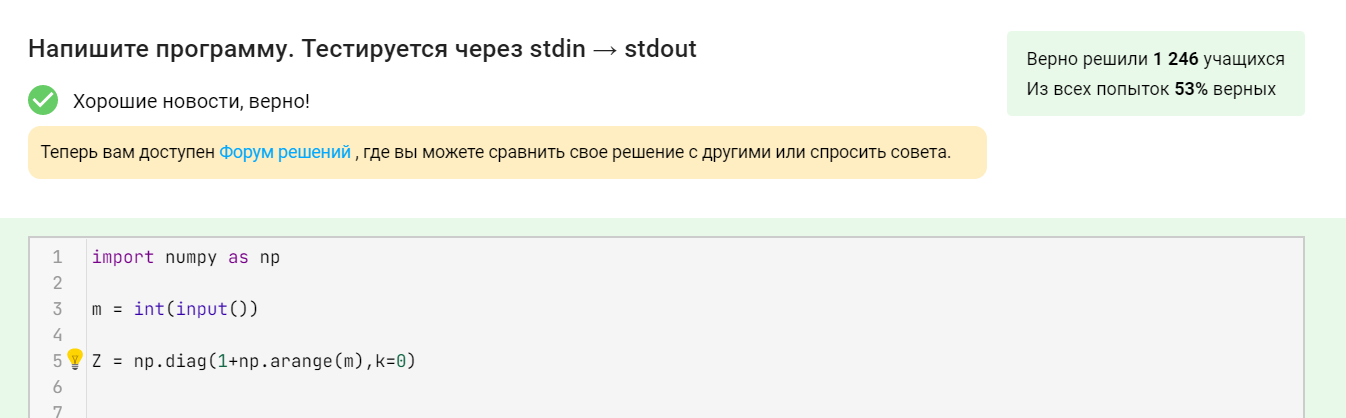 Напишите программу. Тестируется через stdin → stdout
Верно решили 1 246 учащихся
Из всех попыток 53% верных
Хорошие новости, верно!
Теперь вам доступен Форум решений , где вы можете сравнить свое решение с другими или спросить совета.
1 import numpy as np
2
3 m = int(input())
4
5 Z = np.diag(1+np.arange(m),k=0)
6
7